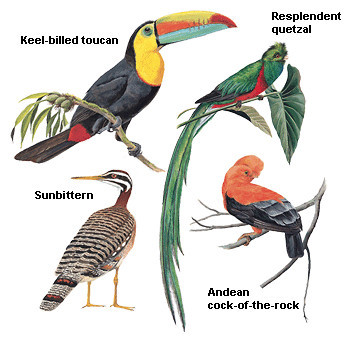 Resplendent
quetzal
Keel-billed toucan
Sunbittern
Andean
cock-of-the-rock